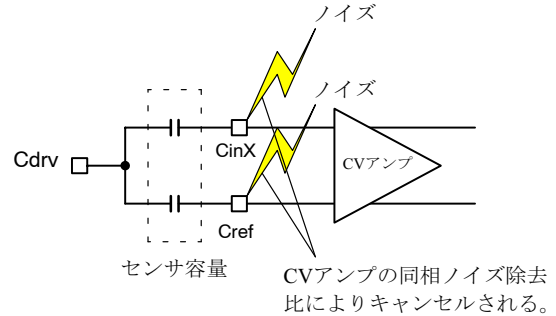 ノイズ
ノイズ
CinX
Cdrv
CVアンプ
Cref
センサ容量
CVアンプの同相ノイズ除去
比によりキャンセルされる。